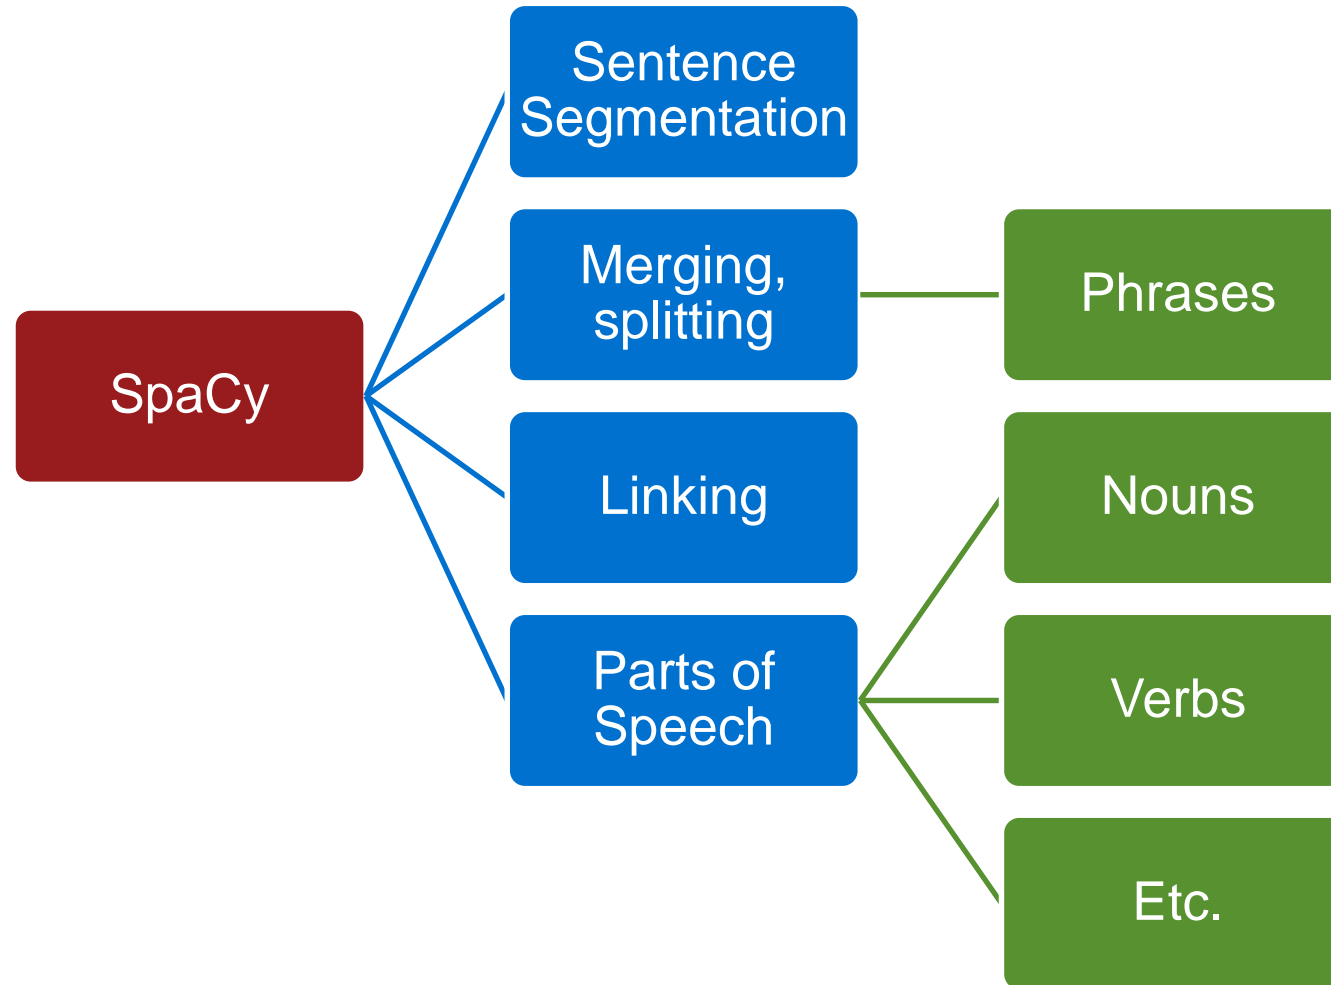 SpaCy
Sentence
Segmentation
Merging,
splitting
Phrases
Linking
Parts of
Speech
Nouns
Verbs
Etc.